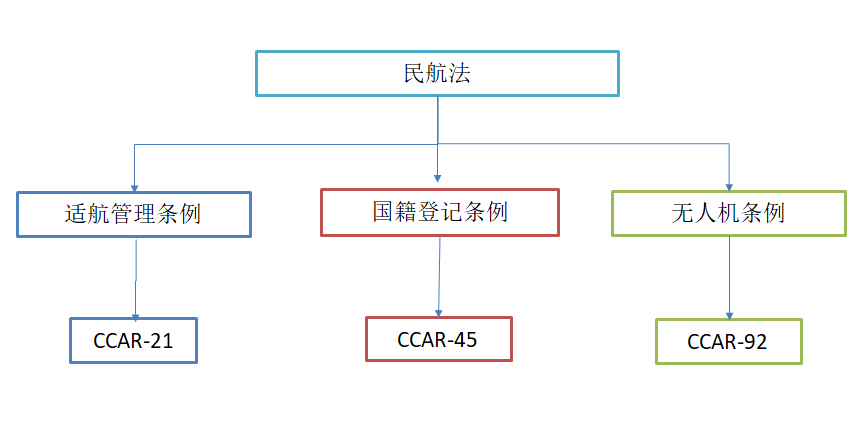 民航法
适航管理条例
国籍登记条例
无人机条例
CCAR-21
CCAR-45
CCAR-92